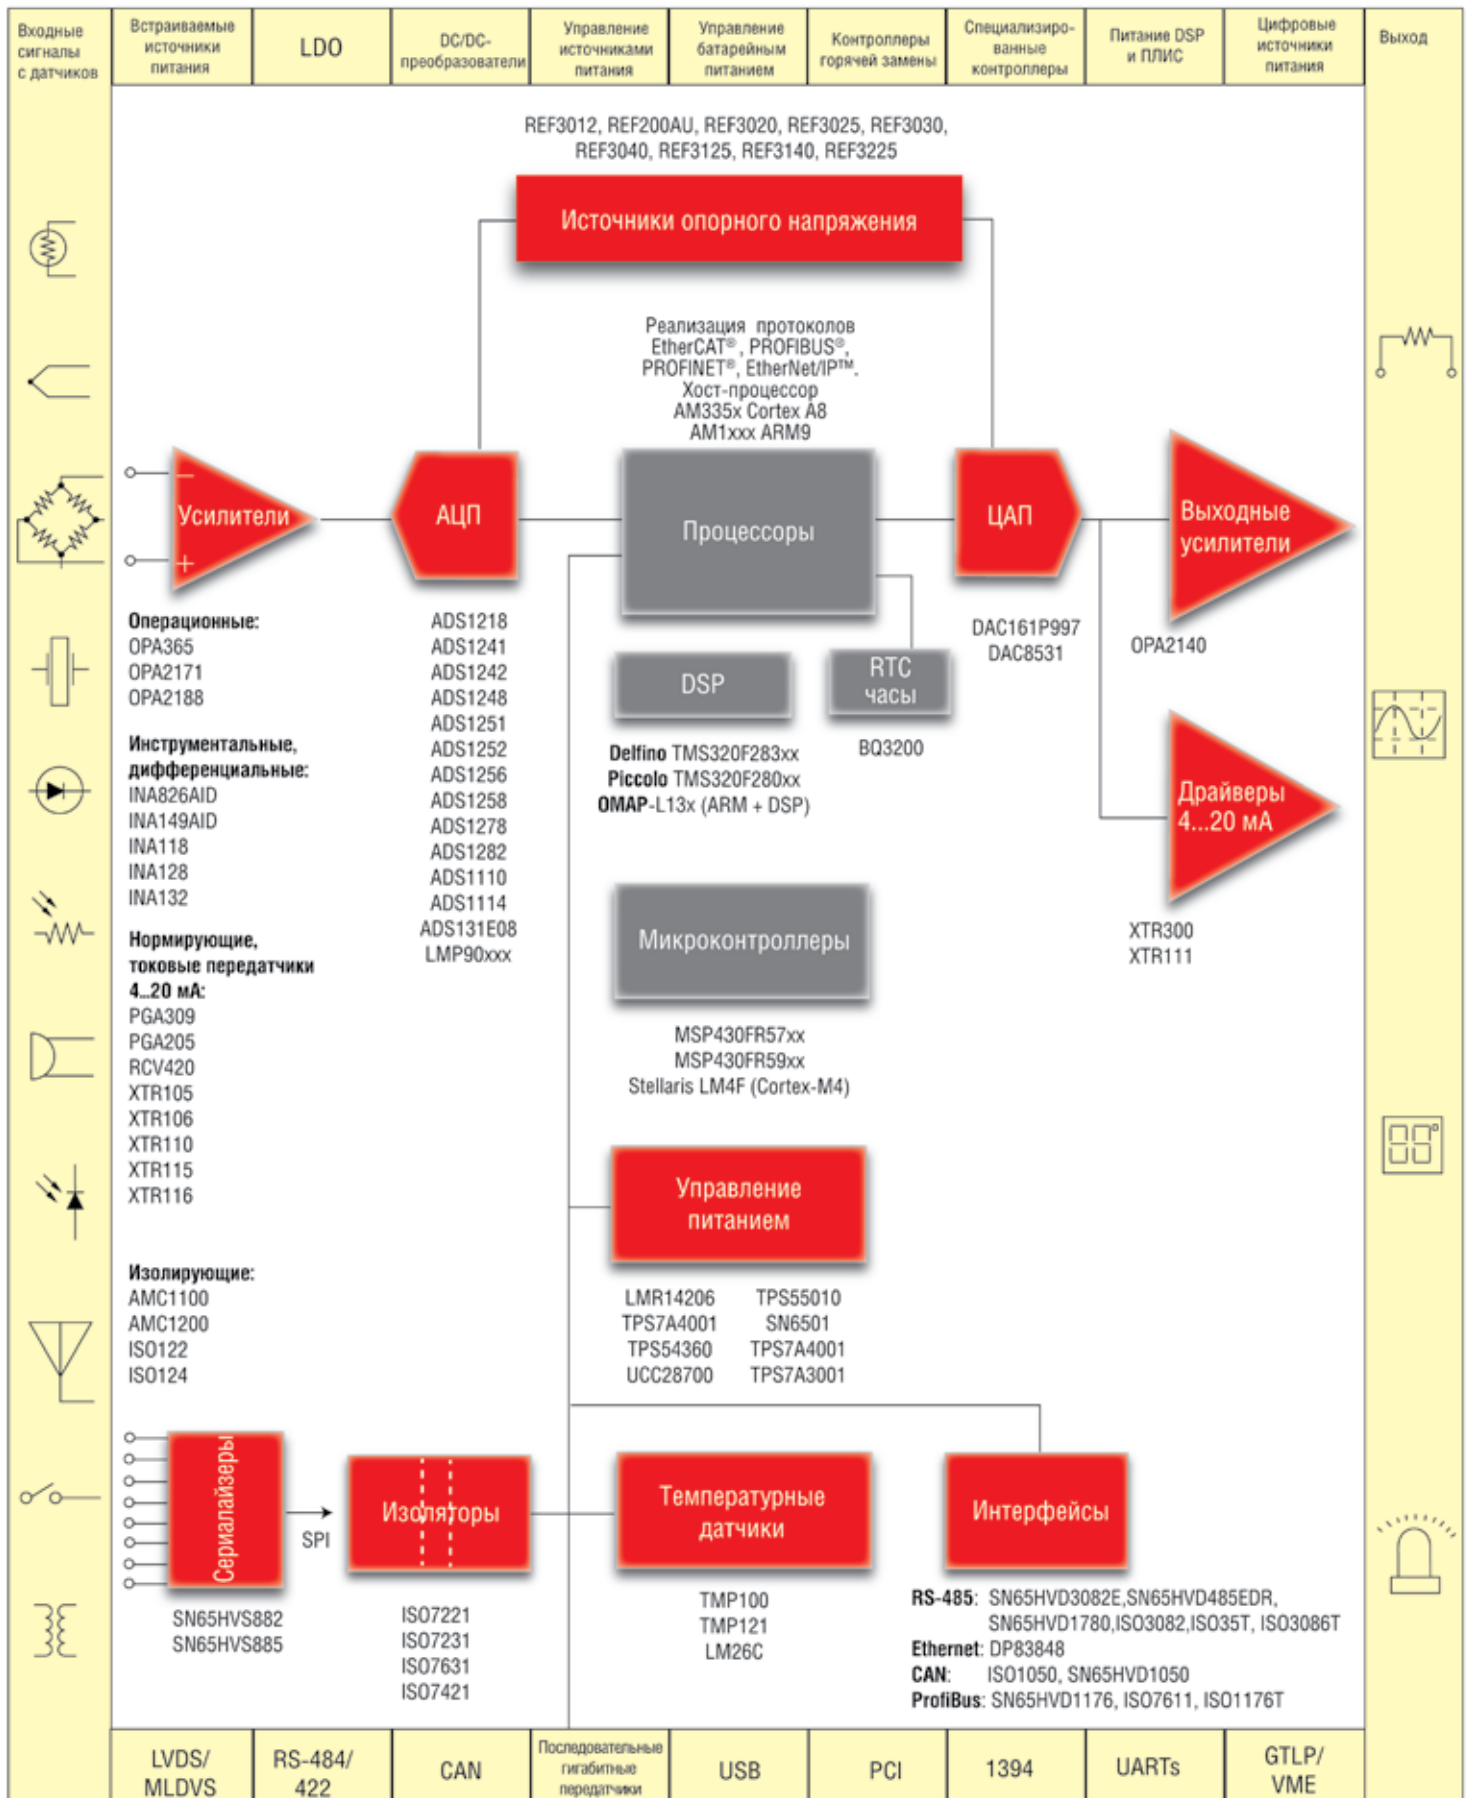 Входные
сигналы
с датчиков
Встраиваемые
источники
питания
LDO
DC/DC-
преобразователи
Управление
источниками
питания
Управление
батарейным
питанием
Контроллеры
горячей замены
Специализиро-
ванные
контроллеры
Питание DSP
и ПЛИС
Цифровые
источники
питания
Выход
REF3012, REF200AU, REF3020, REF3025, REF3030,
REF3040, REF3125, REF3140, REF3225
Источники опорного напряжения
Реализация протоколов
EtherCAT®, PROFIBUS®,
PROFINET®, EtherNet/IP™.
Хост-процессор
AM335x Cortex A8
AM1xxx ARM9
Усилители
АЦП
Процессоры
ЦАП
Выходные
усилители
Операционные:
OPA365
OPA2171
OPA2188
Инструментальные,
дифференциальные:
INA826AID
INA149AID
INA118
INA128
INA132
Нормирующие,
токовые передатчики
4...20 мА:
PGA309
PGA205
RCV420
XTR105
XTR106
XTR110
XTR115
XTR116
Изолирующие:
AMC1100
AMC1200
ISO122
ISO124
ADS1218
ADS1241
ADS1242
ADS1248
ADS1251
ADS1252
ADS1256
ADS1258
ADS1278
ADS1282
ADS1110
ADS1114
ADS131E08
LMP90xxx
DSP
Delfino TMS320F283xx
Piccolo TMS320F280xx
OMAP-L13x (ARM + DSP)
RTC
часы
BQ3200
DAC161P997
DAC8531
OPA2140
Драйверы
4...20 мА
XTR300
XTR111
Микроконтроллеры
MSP430FR57xx
MSP430FR59xx
Stellaris LM4F (Cortex-M4)
Управление
питанием
LMR14206 TPS55010
TPS7A4001 SN6501
TPS54360 TPS7A4001
UCC28700 TPS7A3001
Сериалайзеры
SPI
SN65HVS882
SN65HVS885
Изоляторы
ISO7221
ISO7231
ISO7631
ISO7421
Температурные
датчики
TMP100
TMP121
LM26C
Интерфейсы
RS-485: SN65HVD3082E,SN65HVD485EDR,
SN65HVD1780,ISO3082,ISO35T, ISO3086T
Ethernet: DP83848
CAN: ISO1050, SN65HVD1050
ProfiBus: SN65HVD1176, ISO7611, ISO1176T
LVDS/
MLDVS
RS-484/
422
CAN
Последовательные
гигабитные
передатчики
USB
PCI
1394
UARTs
GTLP/
VME